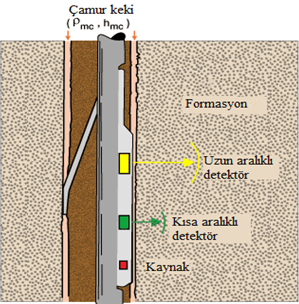 Çamur keki
(ρmc , hmc)
Formasyon
Uzun aralıklı
detektör
Kısa aralıklı
detektör
Kaynak